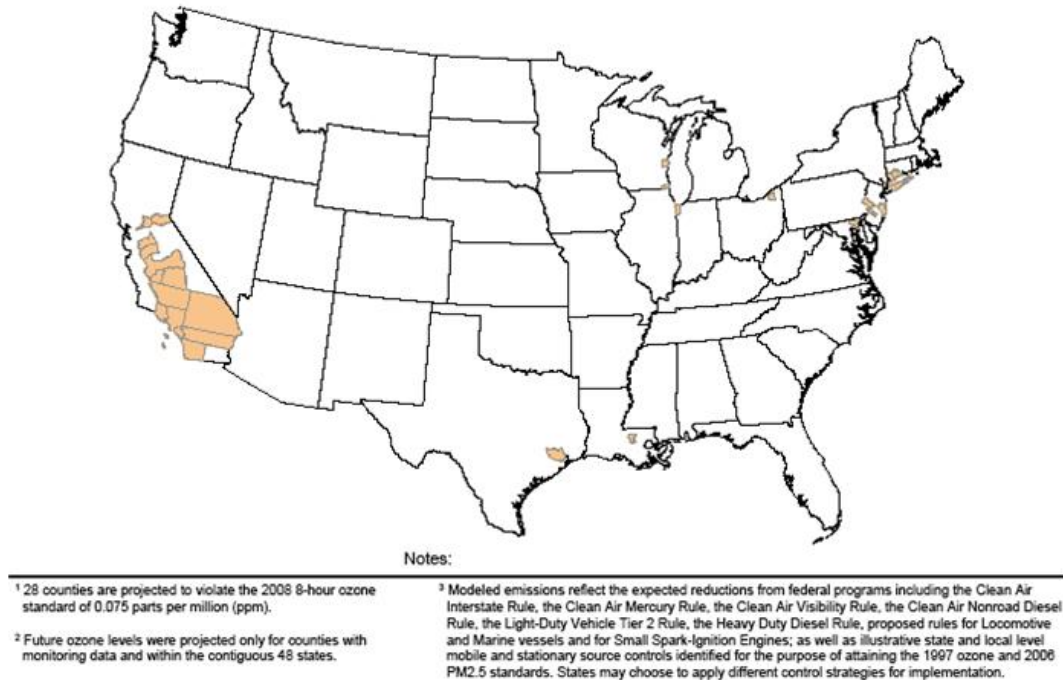 Notes:
¹ 28 counties are projected to violate the 2008 8-hour ozone
standard of 0.075 parts per million (ppm).
² Future ozone levels were projected only for counties with
monitoring data and within the contiguous 48 states.
³ Modeled emissions reflect the expected reductions from federal programs including the Clean Air
Interstate Rule, the Clean Air Mercury Rule, the Clean Air Visibility Rule, the Clean Air Nonroad Diesel
Rule, the Light-Duty Vehicle Tier 2 Rule, the Heavy Duty Diesel Rule, proposed rules for Locomotive
and Marine vessels and for Small Spark-Ignition Engines; as well as illustrative state and local level
mobile and stationary source controls identified for the purpose of attaining the 1997 ozone and 2006
PM2.5 standards. States may choose to apply different control strategies for implementation.